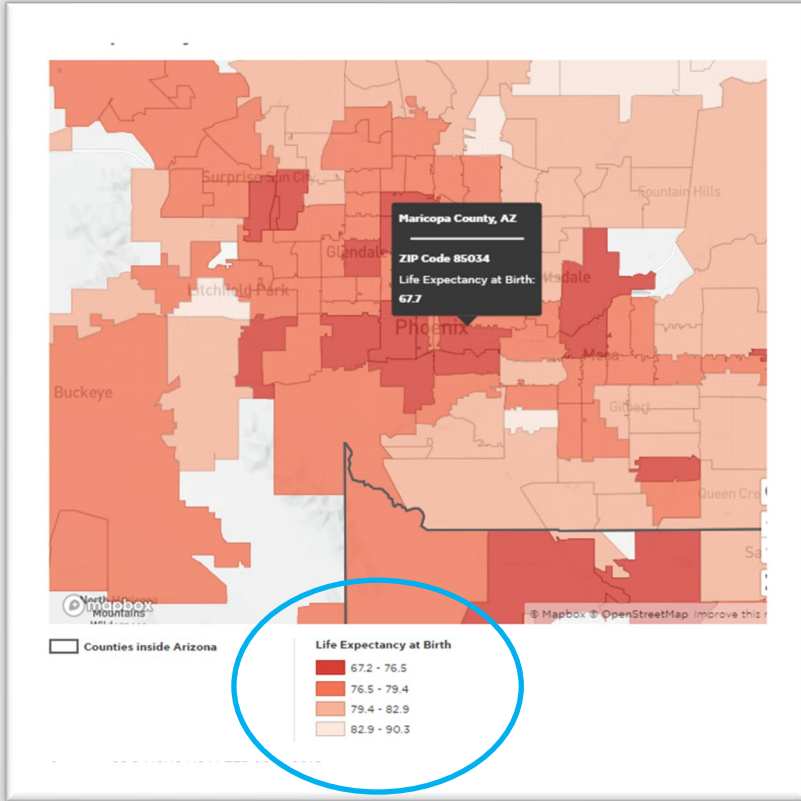 Surprise Sun City
Fountain Hills
Maricopa County, AZ
ZIP Code 85034
Life Expectancy at Birth:
67.7
Glendale
Litchfield Park
Phoenix
Mesa
Buckeye
Gilbert
Queen Cre
Sa
mapbox
Mountains
© Mapbox © OpenStreetMap Improve this
Counties inside Arizona
Life Expectancy at Birth
67.2 - 76.5
76.5 - 79.4
79.4 - 82.9
82.9 - 90.3